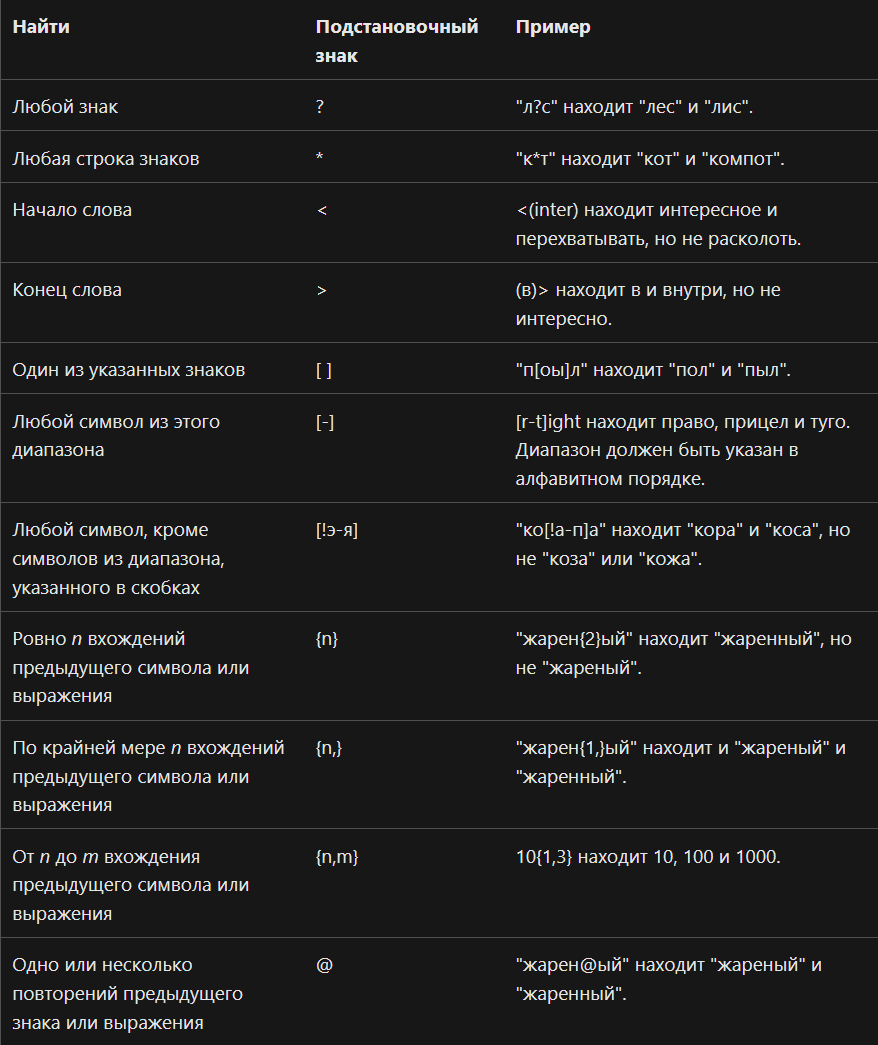 Найти
Подстановочный
знак
Пример
Любой знак
?
"л?с" находит "лес" и "лис".
Любая строка знаков
*
"к*т" находит "кот" и "компот".
Начало слова
<
<(inter) находит интересное и
перехватывать, но не расколоть.
Конец слова
>
(в)> находит в и внутри, но не
интересно.
Один из указанных знаков
[ ]
"п[оы]л" находит "пол" и "пыл".
Любой символ из этого
диапазона
[-]
[r-t]ight находит право, прицел и туго.
Диапазон должен быть указан в
алфавитном порядке.
Любой символ, кроме
символов из диапазона,
указанного в скобках
[!э-я]
"ко[!а-п]а" находит "кора" и "коса", но
не "коза" или "кожа".
Ровно n вхождений
предыдущего символа или
выражения
{n}
"жарен{2}ый" находит "жаренный", но
не "жареный".
По крайней мере n вхождений
предыдущего символа или
выражения
{n,}
"жарен{1,}ый" находит и "жареный" и
"жаренный".
От n до m вхождения
предыдущего символа или
выражения
{n,m}
10{1,3} находит 10, 100 и 1000.
Одно или несколько
повторений предыдущего
знака или выражения
@
"жарен@ый" находит "жареный" и
"жаренный".